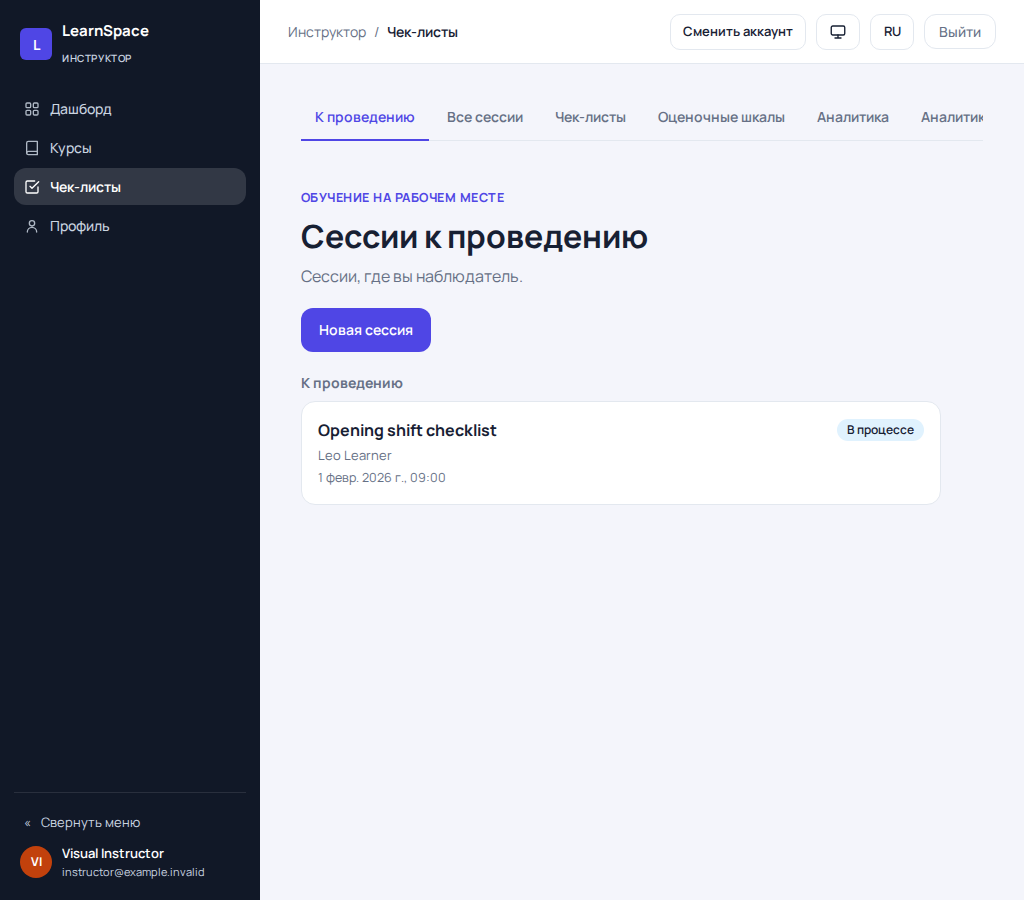 L
LearnSpace
ИНСТРУКТОР
Дашборд
Курсы
Чек-листы
Профиль
« Свернуть меню
VI
Visual Instructor
instructor@example.invalid
Инструктор / Чек-листы
Сменить аккаунт
RU
Выйти
К проведению Все сессии Чек-листы Оценочные шкалы Аналитика Аналитик
ОБУЧЕНИЕ НА РАБОЧЕМ МЕСТЕ
Сессии к проведению
Сессии, где вы наблюдатель.
Новая сессия
К проведению
Opening shift checklist
В процессе
Leo Learner
1 февр. 2026 г., 09:00